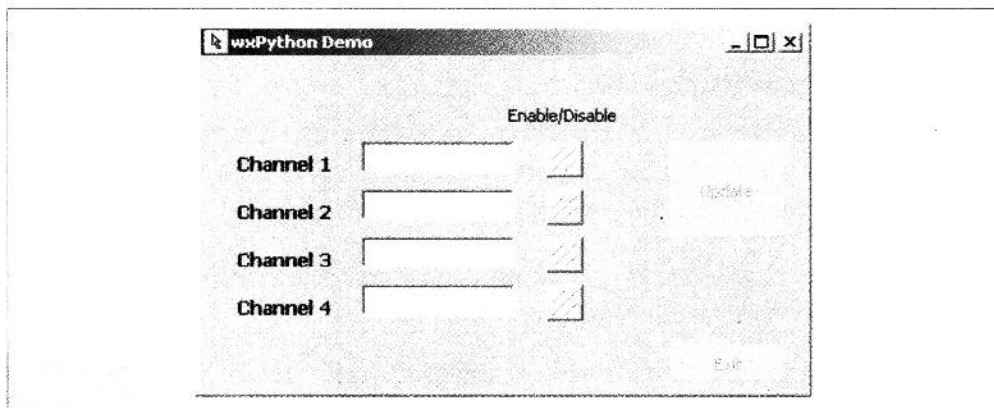 wxPython Demo
Enable/Disable
Channel 1
Update
Channel 2
Channel 3
Channel 4
Exit